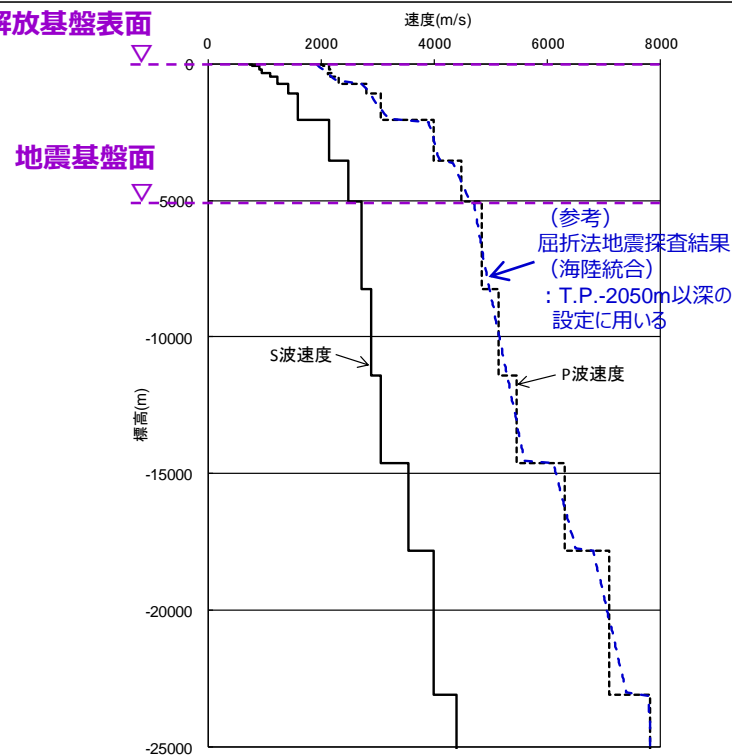 解放基盤表面
速度(m/s)
0
2000
4000
6000
8000
0
地震基盤面
-5000
(参考)
屈折法地震探査結果
(海陸統合)
:T.P.-2050m以深の
設定に用いる
-10000
S波速度
P波速度
標高(m)
-15000
-20000
-25000